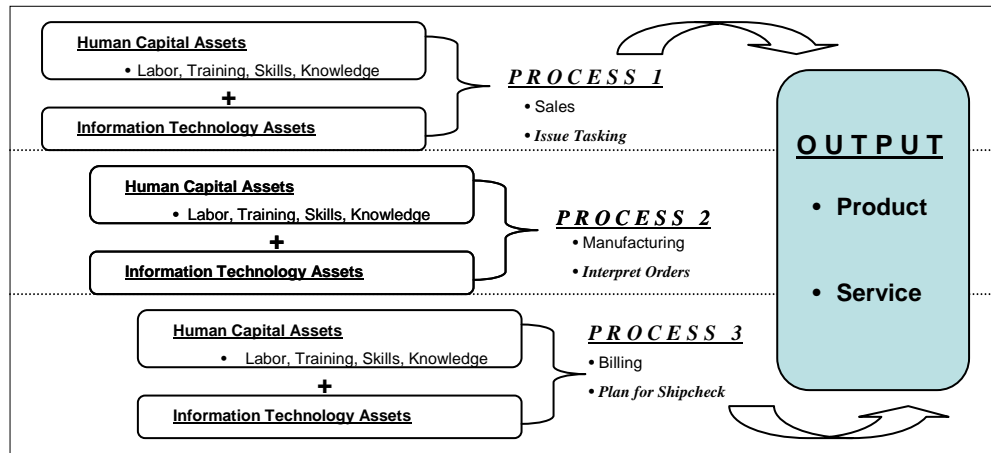 Human Capital Assets
• Labor, Training, Skills, Knowledge
+
Information Technology Assets
PROCESS 1
• Sales
• Issue Tasking
Human Capital Assets
• Labor, Training, Skills, Knowledge
+
Information Technology Assets
PROCESS 2
• Manufacturing
• Interpret Orders
Human Capital Assets
• Labor, Training, Skills, Knowledge
+
Information Technology Assets
PROCESS 3
• Billing
• Plan for Shipcheck
OUTPUT
• Product
• Service